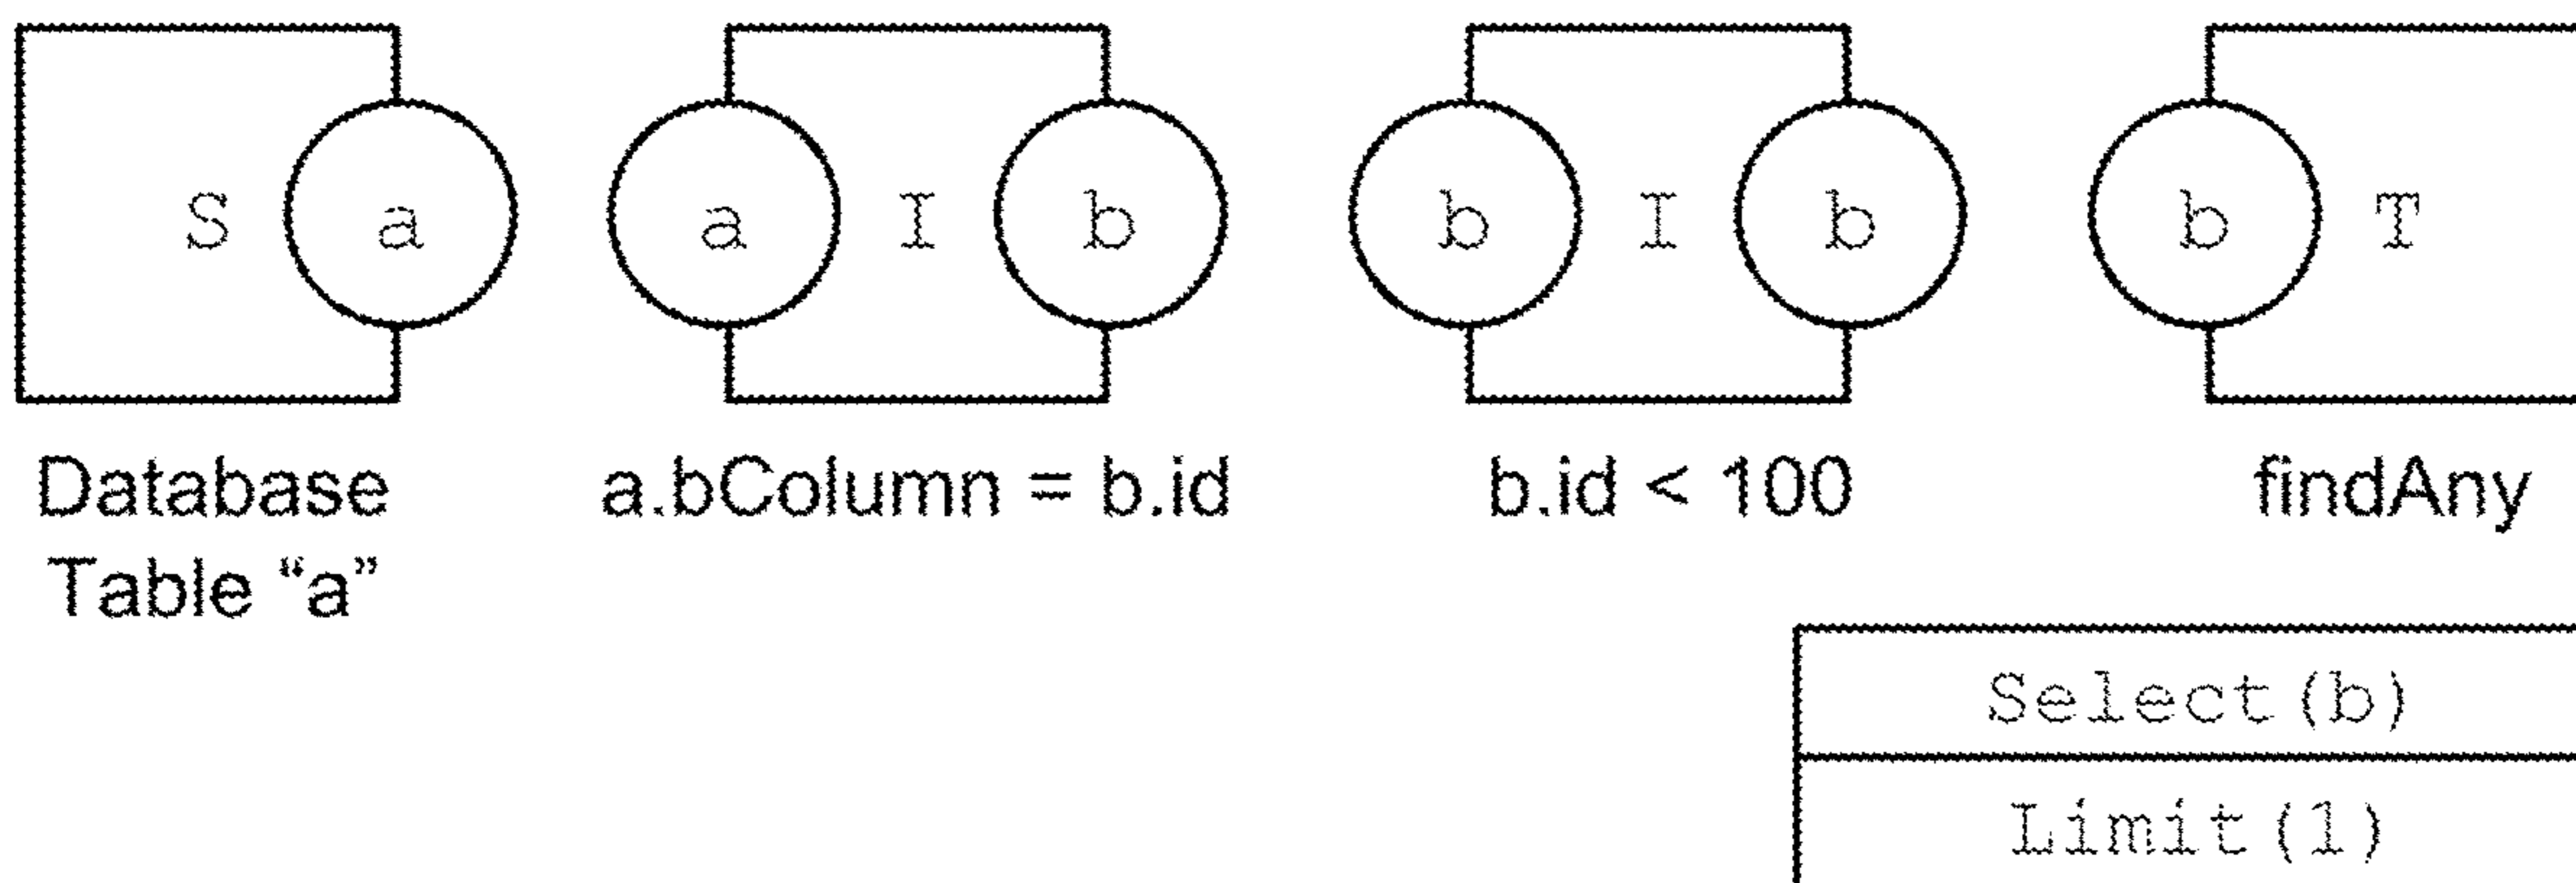 S a a I b b I b b T
Database a.bColumn = b.id b.id < 100 findAny
Table “a”
Select(b)
Limit(1)